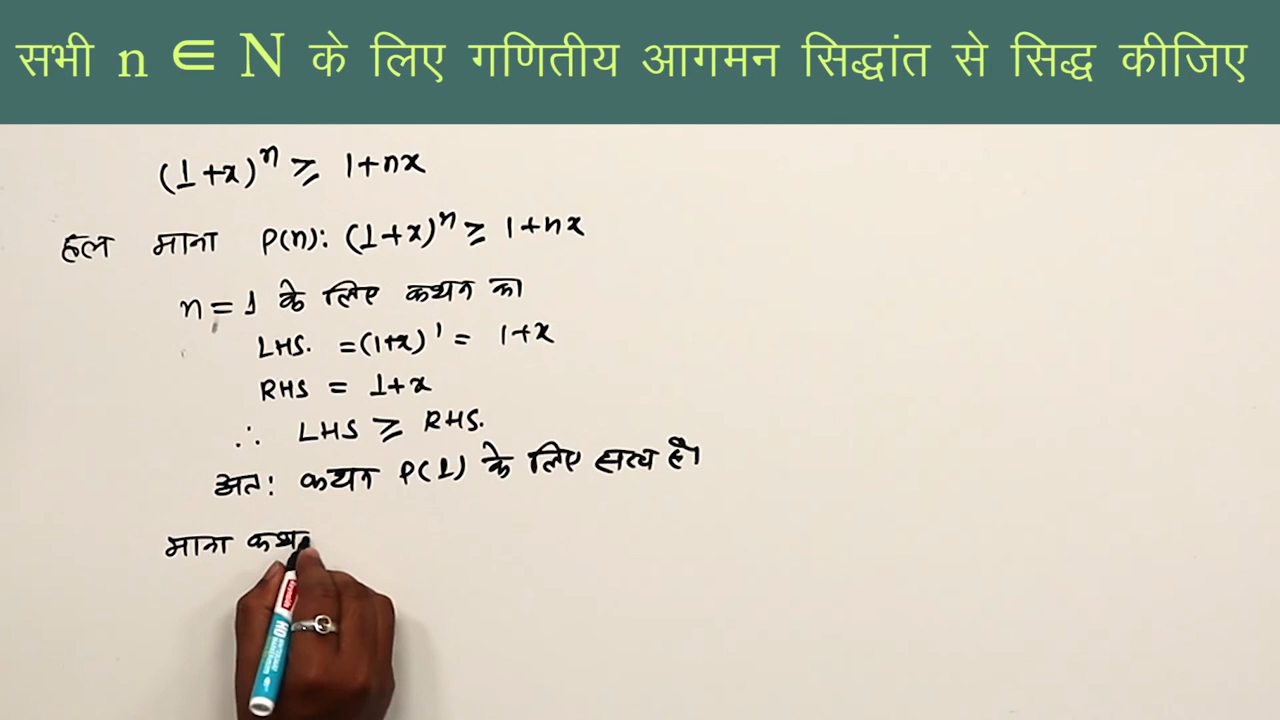 सभी n ∈ N के लिए गणितीय आगमन सिद्धांत से सिद्ध कीजिए
(1+x)^n ≥ 1+nx
हल माना P(n): (1+x)^n ≥ 1+nx
n = 1 के लिए कथन का
LHS. = (1+x)^1 = 1+x
RHS = 1+x
∴ LHS ≥ RHS.
अतः कथन P(1) के लिए सत्य है।
माना कथन